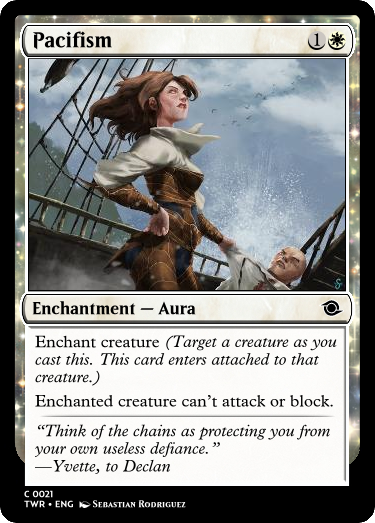 Pacifism 1
Enchantment — Aura
Enchant creature (Target a creature as you
cast this. This card enters attached to that
creature.)
Enchanted creature can't attack or block.
"Think of the chains as protecting you from
your own useless defiance."
—Yvette, to Declan
C 0021
TWR • ENG Sebastian Rodriguez